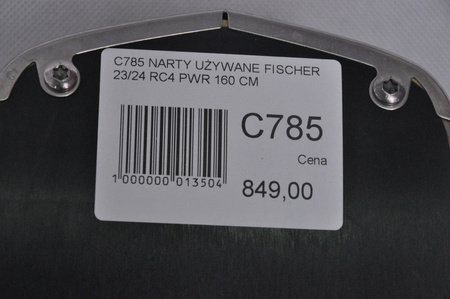 C785 NARTY UŻYWANE FISCHER
23/24 RC4 PWR 160 CM
C785
Cena
1 000000 013504
849,00